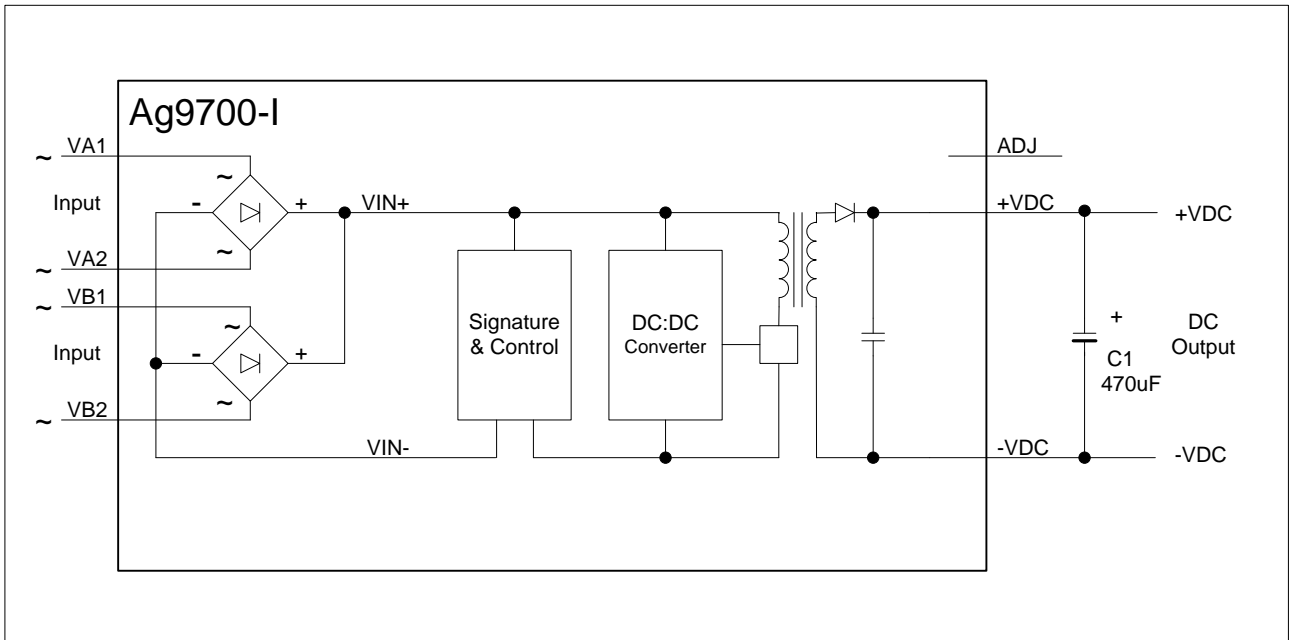 Ag9700-I
~ VA1
~
Input
- +
VIN+
~
~ VA2
VB1
~
~
Input
- +
~
~ VB2
VIN-
Signature
& Control
DC:DC
Converter
ADJ
+VDC
+VDC
+
C1
470uF
DC
Output
-VDC
-VDC